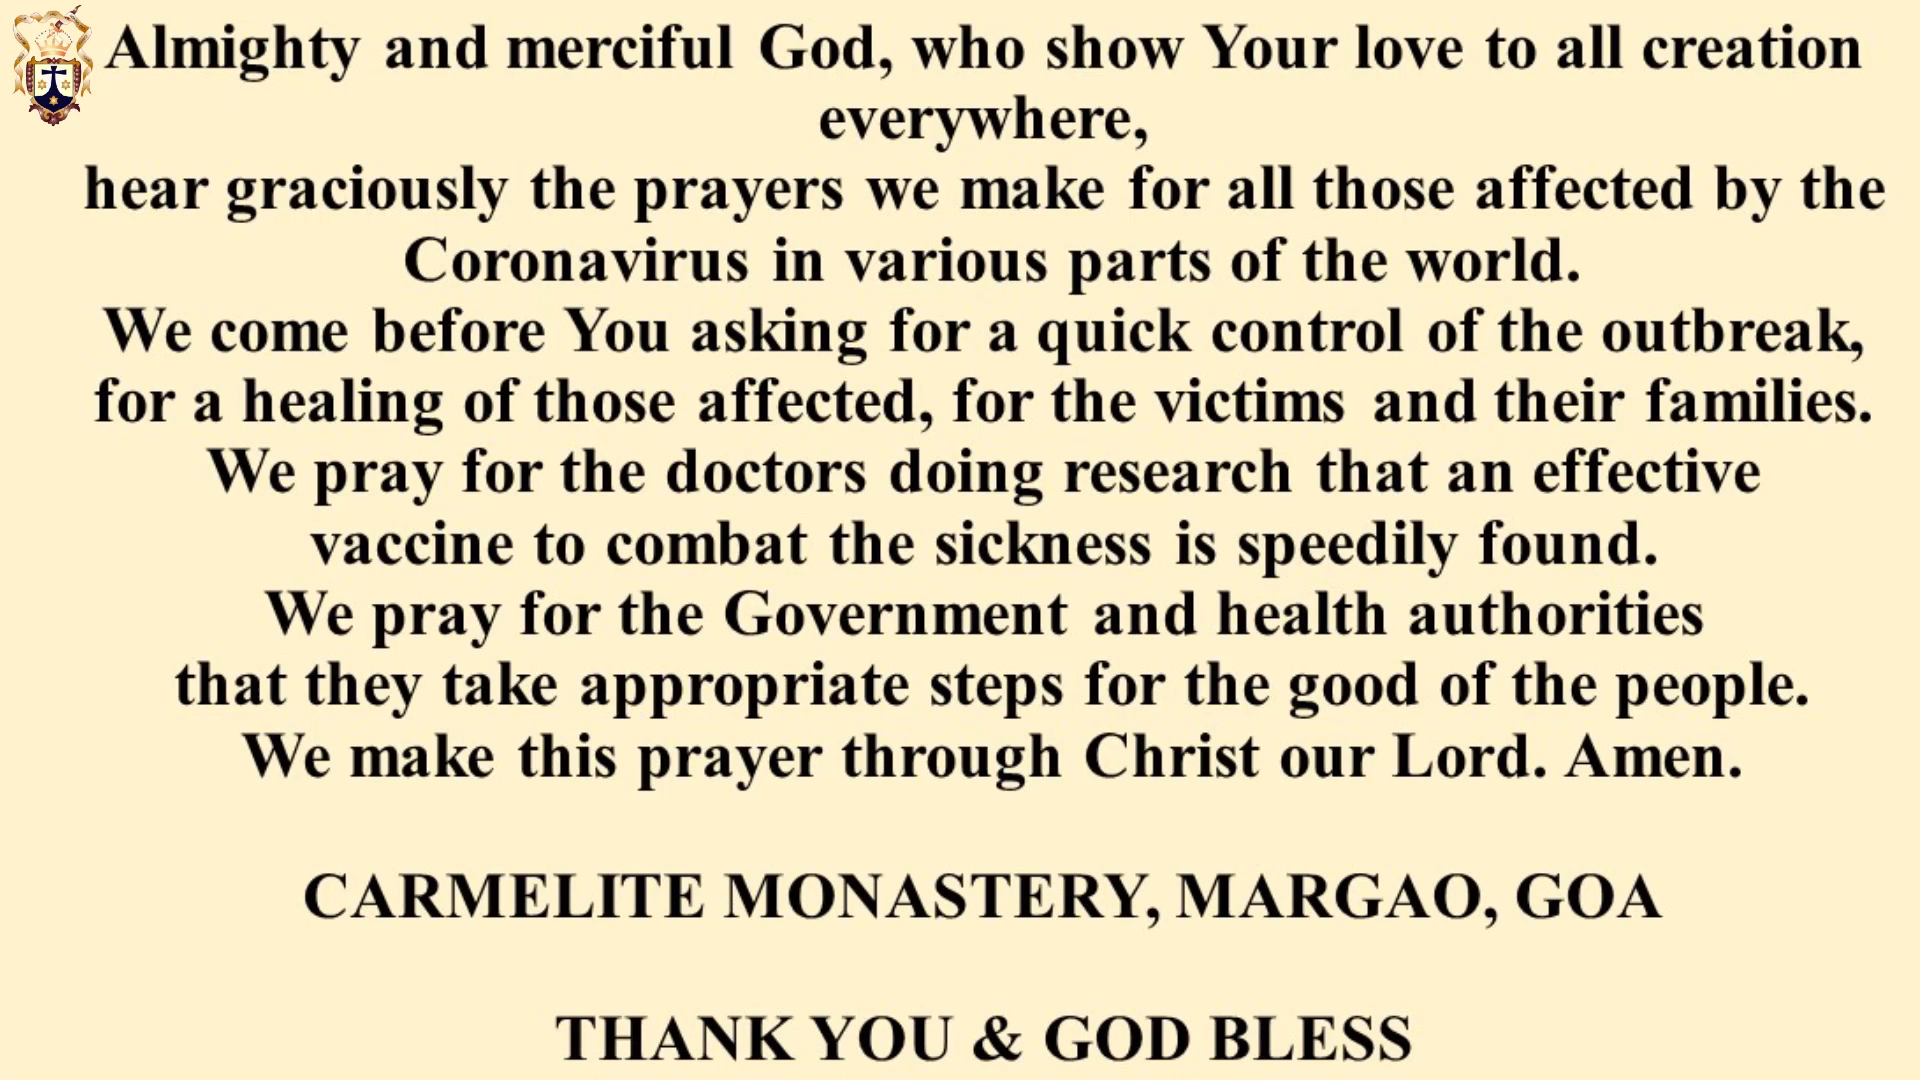 Almighty and merciful God, who show Your love to all creation
everywhere,
hear graciously the prayers we make for all those affected by the
Coronavirus in various parts of the world.
We come before You asking for a quick control of the outbreak,
for a healing of those affected, for the victims and their families.
We pray for the doctors doing research that an effective
vaccine to combat the sickness is speedily found.
We pray for the Government and health authorities
that they take appropriate steps for the good of the people.
We make this prayer through Christ our Lord. Amen.
CARMELITE MONASTERY, MARGAO, GOA
THANK YOU & GOD BLESS